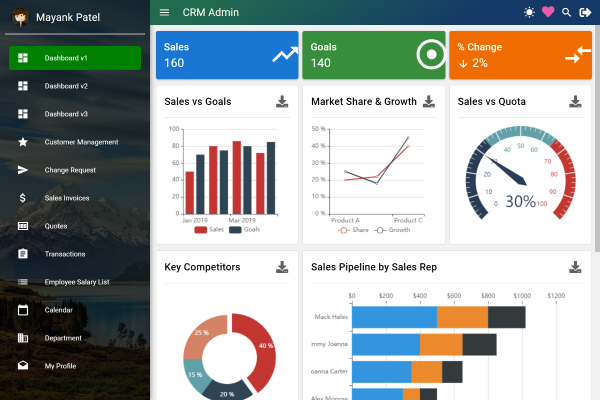 Mayank Patel
CRM Admin
Dashboard v1
Dashboard v2
Dashboard v3
Customer Management
Change Request
Sales Invoices
Quotes
Transactions
Employee Salary List
Calendar
Department
My Profile
Sales
160
Goals
140
% Change
2%
Sales vs Goals
100
80
60
40
20
0
Jan 2019 Mar 2019
Sales Goals
Market Share & Growth
50 %
40 %
30 %
20 %
10 %
0 %
Product A Product C
Share Growth
Sales vs Quota
0
10
20
30
40
50
60
70
80
90
100
30%
Key Competitors
25 %
40 %
15 %
20 %
Sales Pipeline by Sales Rep
$0 $200 $400 $600 $800 $1000 $1200
Mack Hales
mmy Joanna
oanna Carter
Alex Morrow